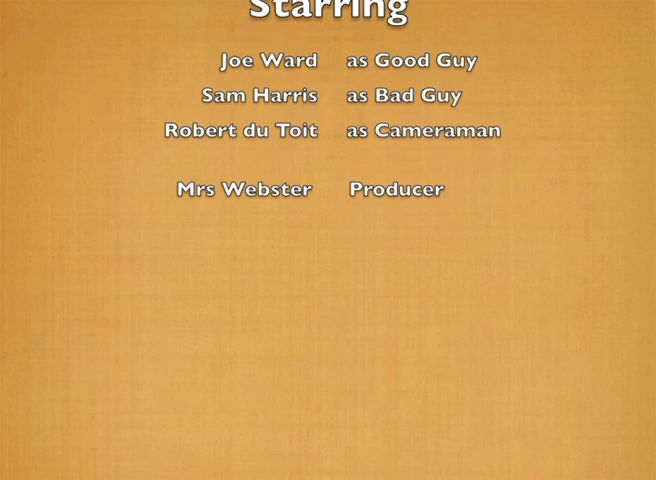 Starring
Joe Ward as Good Guy
Sam Harris as Bad Guy
Robert du Toit as Cameraman
Mrs Webster Producer